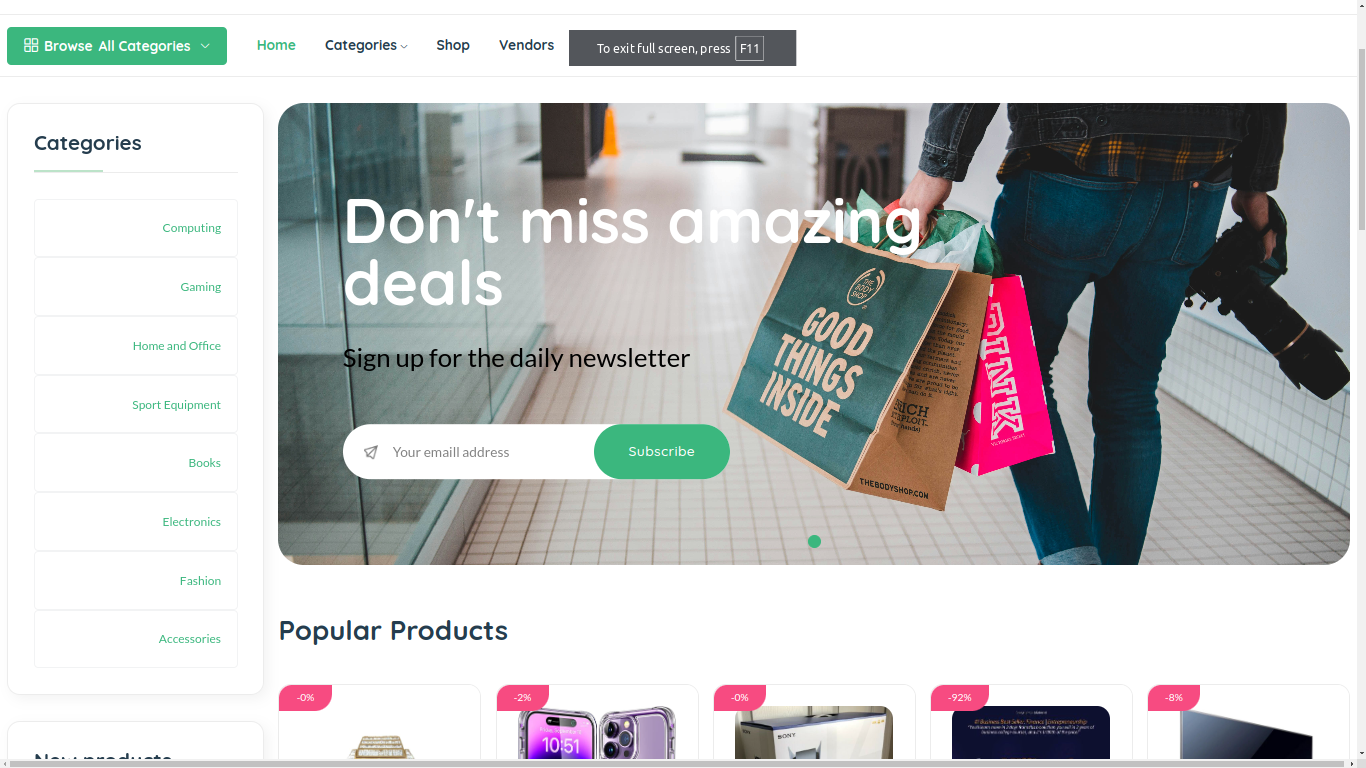 Browse All Categories
Home
Categories
Shop
Vendors
To exit full screen, press F11
Categories
Computing
Gaming
Home and Office
Sport Equipment
Books
Electronics
Fashion
Accessories
Don't miss amazing
deals
Sign up for the daily newsletter
Your emaill address
Subscribe
THE
BODY
SHOP
GOOD
THINGS
INSIDE
THEBODYSHOP.COM
PINK
Popular Products
-0%
-2%
-0%
-92%
-8%
10:51
SONY
New products